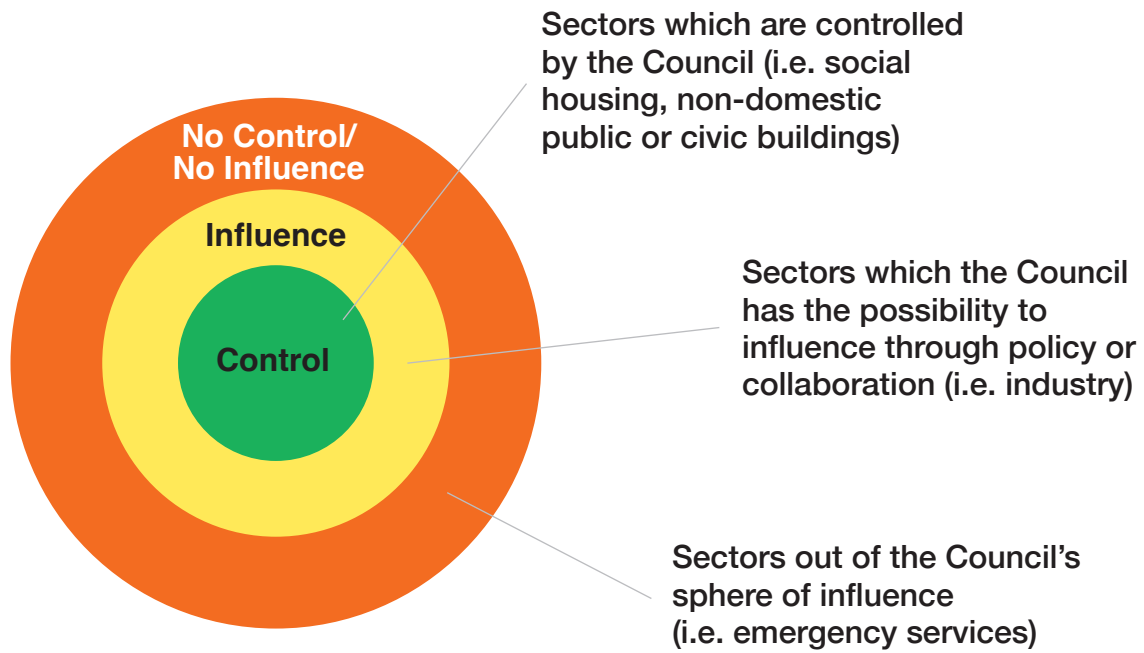 Sectors which are controlled
by the Council (i.e. social
housing, non-domestic
public or civic buildings)
No Control/
No Influence
Influence
Control
Sectors which the Council
has the possibility to
influence through policy or
collaboration (i.e. industry)
Sectors out of the Council’s
sphere of influence
(i.e. emergency services)